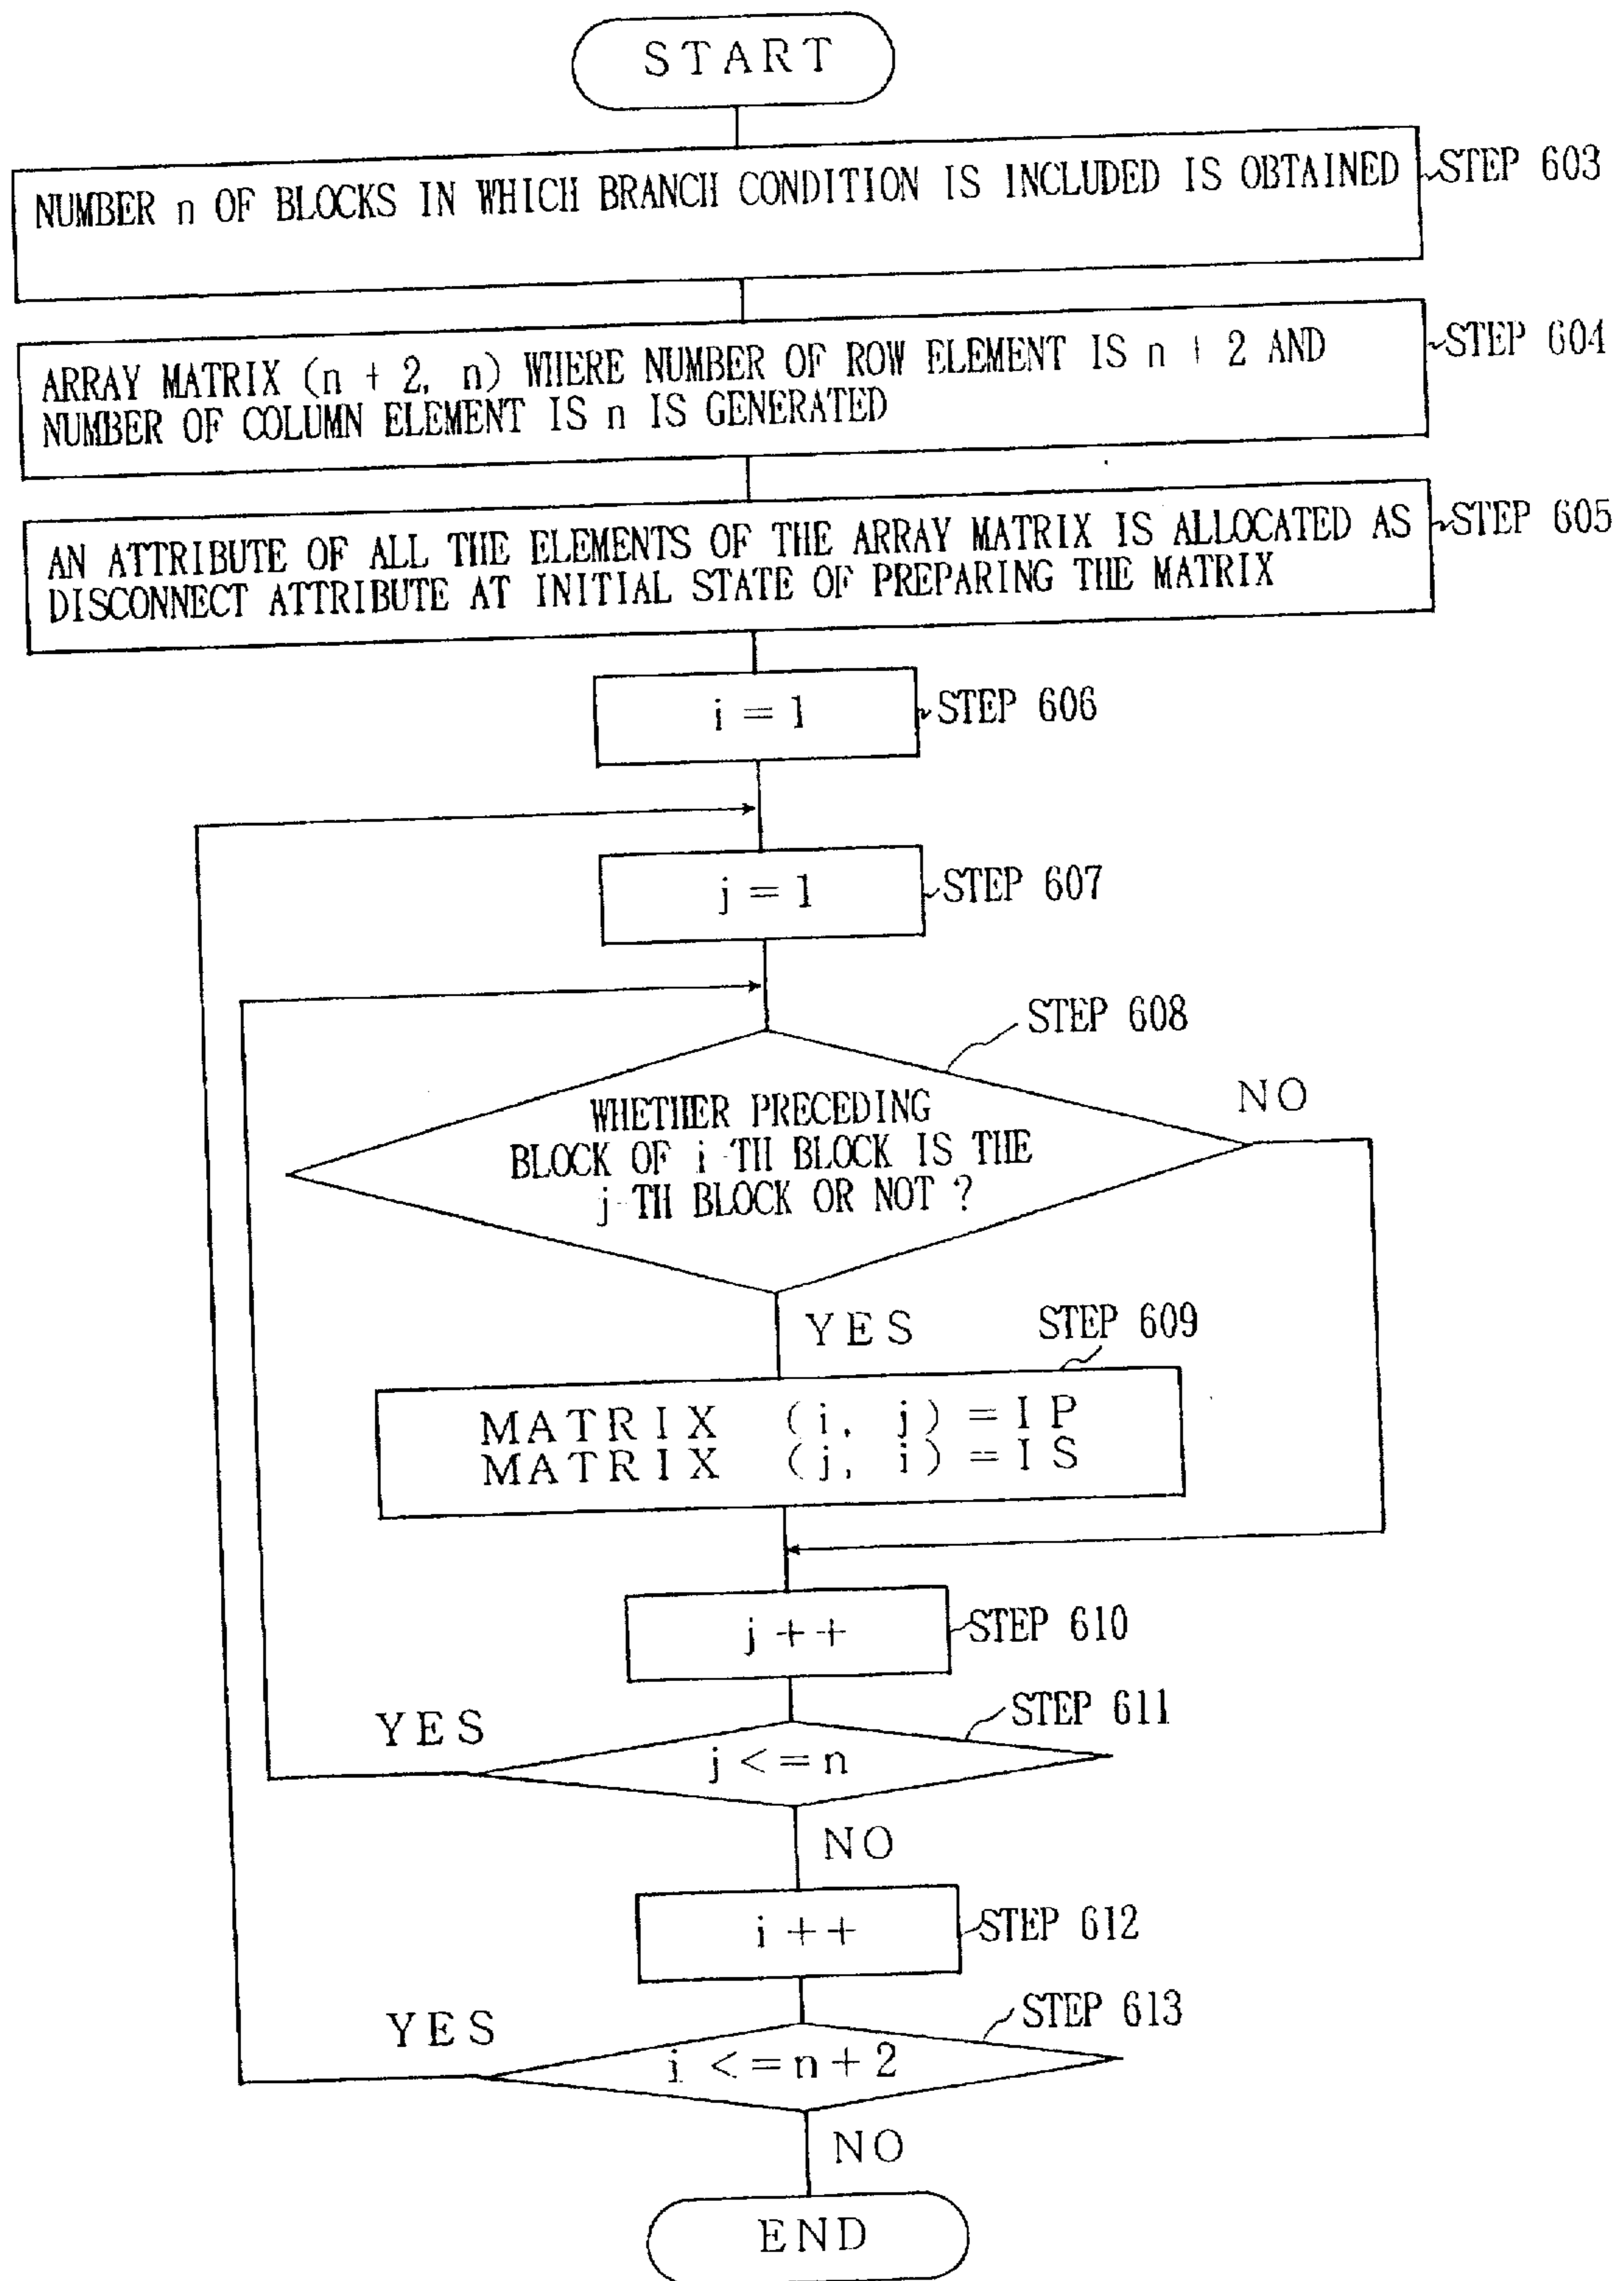 START
NUMBER n OF BLOCKS IN WHICH BRANCH CONDITION IS INCLUDED IS OBTAINED
STEP 603
ARRAY MATRIX (n + 2, n) WHERE NUMBER OF ROW ELEMENT IS n + 2 AND
NUMBER OF COLUMN ELEMENT IS n IS GENERATED
STEP 604
AN ATTRIBUTE OF ALL THE ELEMENTS OF THE ARRAY MATRIX IS ALLOCATED AS
DISCONNECT ATTRIBUTE AT INITIAL STATE OF PREPARING THE MATRIX
STEP 605
i = 1
STEP 606
j = 1
STEP 607
STEP 608
WHETHER PRECEDING
BLOCK OF i-TH BLOCK IS THE
j-TH BLOCK OR NOT ?
NO
YES
STEP 609
MATRIX (i, j) = IP
MATRIX (j, i) = IS
j ++
STEP 610
STEP 611
YES
j <= n
NO
i ++
STEP 612
STEP 613
YES
i <= n + 2
NO
END